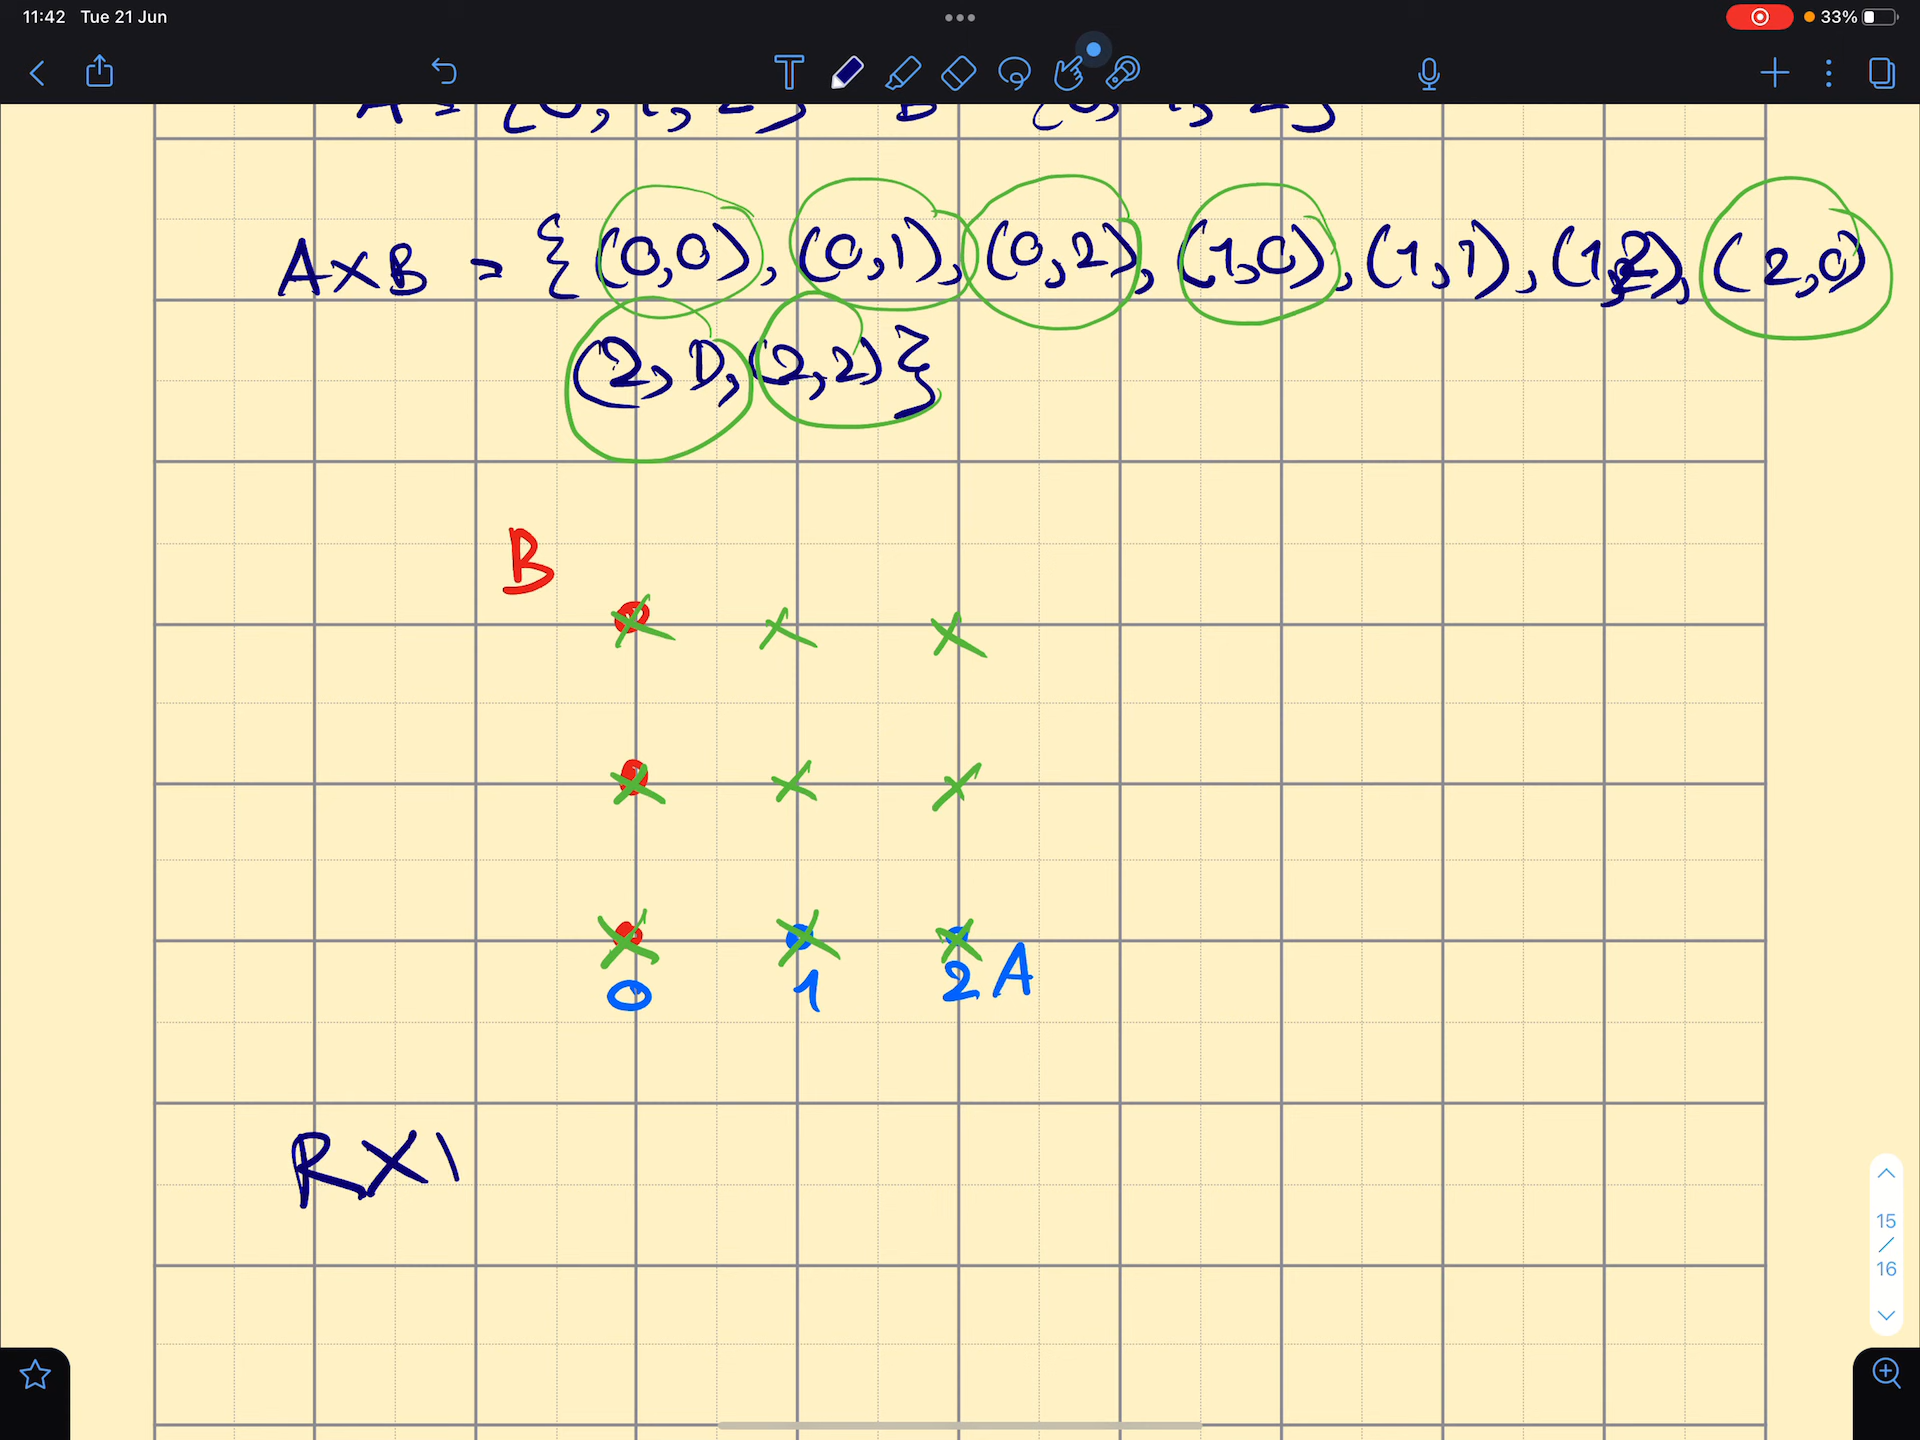 11:42 Tue 21 Jun
33%
A×B = {(0,0), (0,1), (0,2), (1,0), (1,1), (1,2), (2,0)
(2,1), (2,2)}
B
0 1 2 A
R×
15
/
16